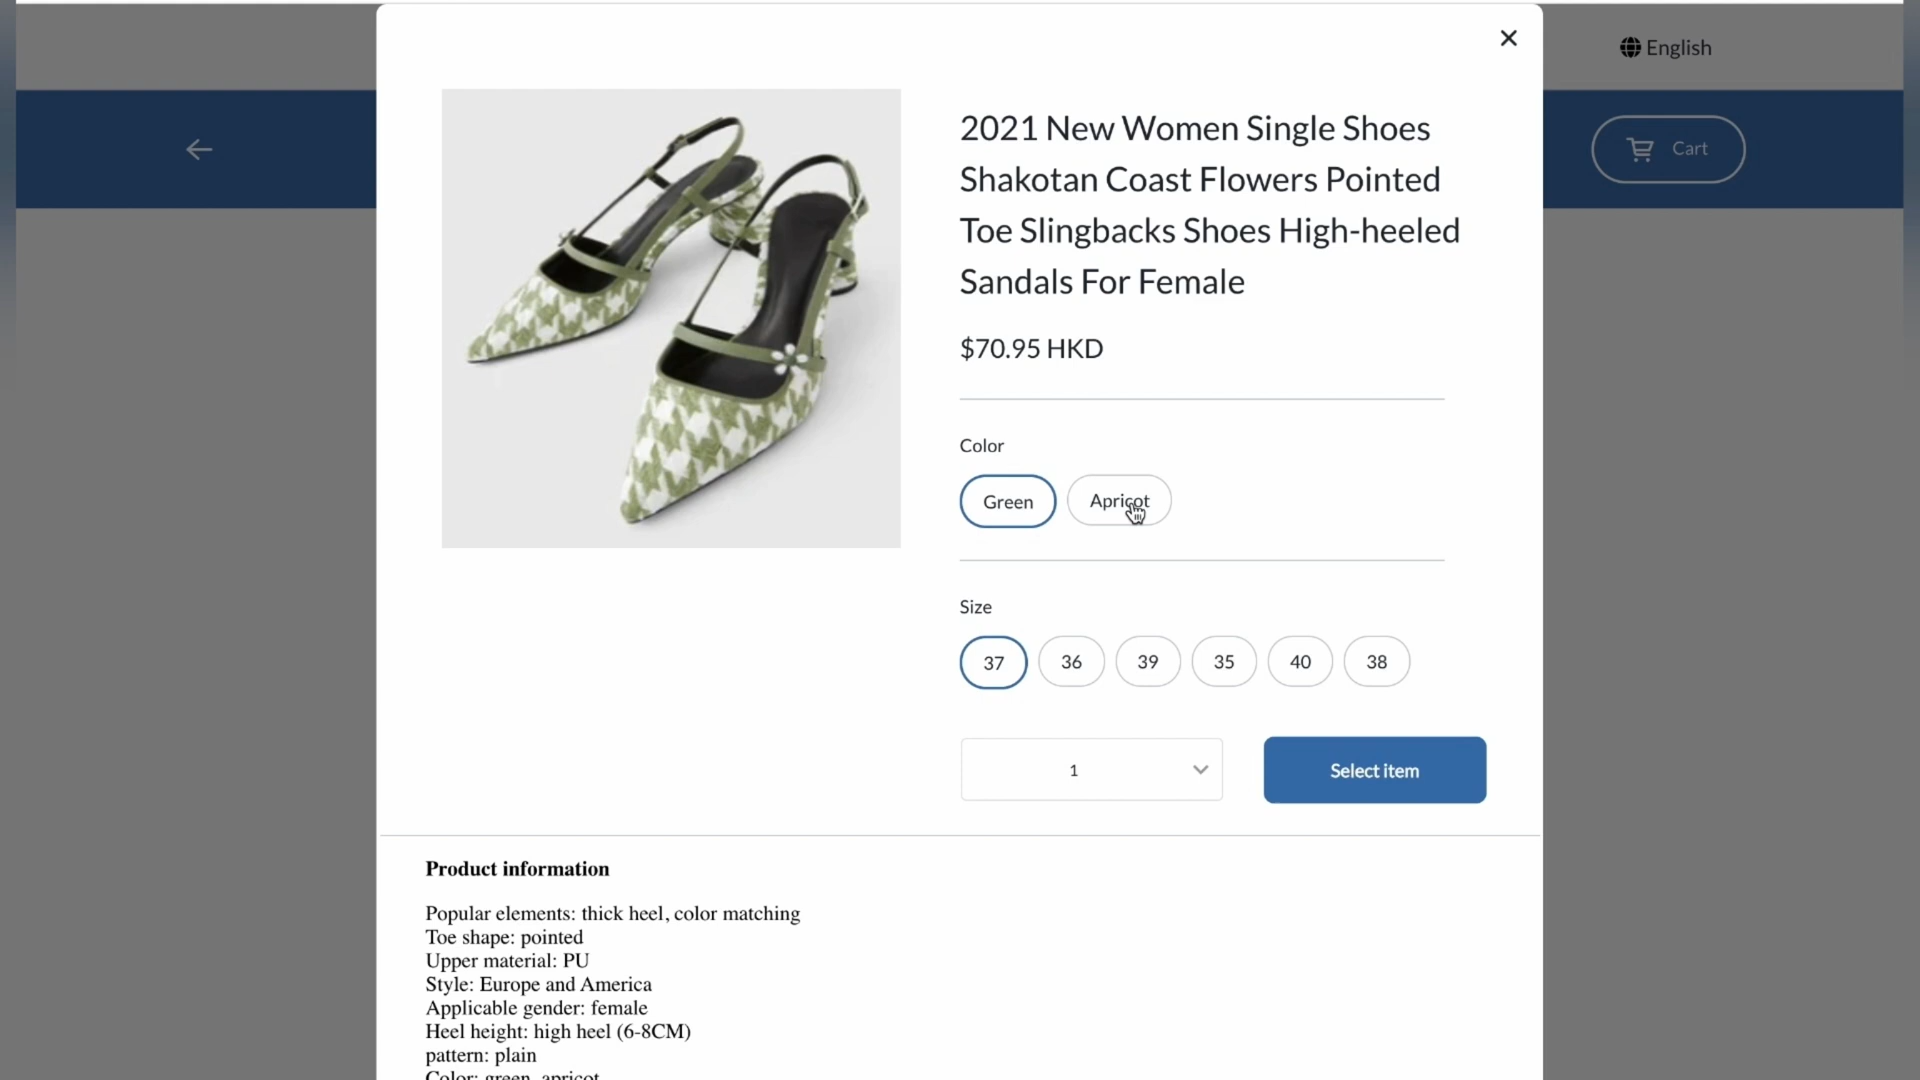 English
Cart
2021 New Women Single Shoes
Shakotan Coast Flowers Pointed
Toe Slingbacks Shoes High-heeled
Sandals For Female
$70.95 HKD
Color
Green Apricot
Size
37 36 39 35 40 38
1 Select item
Product information
Popular elements: thick heel, color matching
Toe shape: pointed
Upper material: PU
Style: Europe and America
Applicable gender: female
Heel height: high heel (6-8CM)
pattern: plain
Color: green, apricot